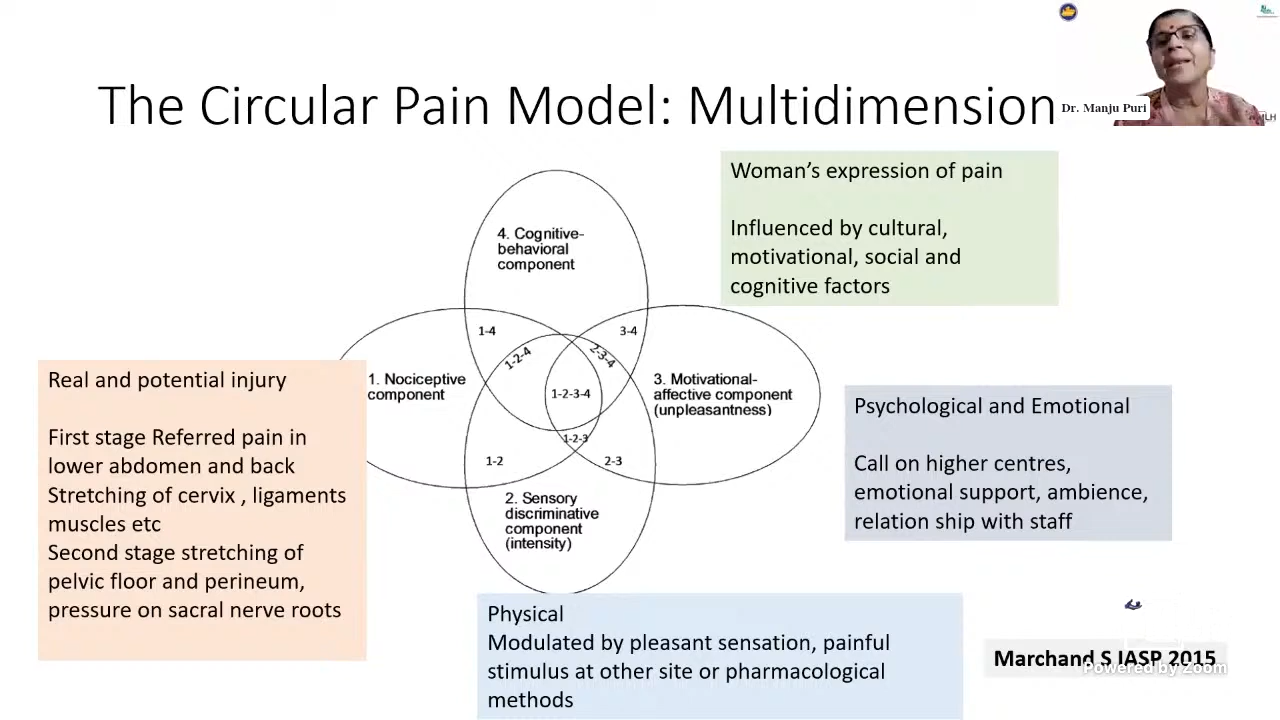 The Circular Pain Model: Multidimension
Dr. Manju Puri
MLH
Woman’s expression of pain
Influenced by cultural,
motivational, social and
cognitive factors
4. Cognitive-
behavioral
component
1-4
3-4
1-2-4
2-3-4
1. Nociceptive
component
1-2-3-4
3. Motivational-
affective component
(unpleasantness)
1-2-3
1-2
2-3
2. Sensory
discriminative
component
(intensity)
Real and potential injury
First stage Referred pain in
lower abdomen and back
Stretching of cervix , ligaments
muscles etc
Second stage stretching of
pelvic floor and perineum,
pressure on sacral nerve roots
Psychological and Emotional
Call on higher centres,
emotional support, ambience,
relation ship with staff
Physical
Modulated by pleasant sensation, painful
stimulus at other site or pharmacological
methods
Marchand S IASP 2015
Powered by Zoom